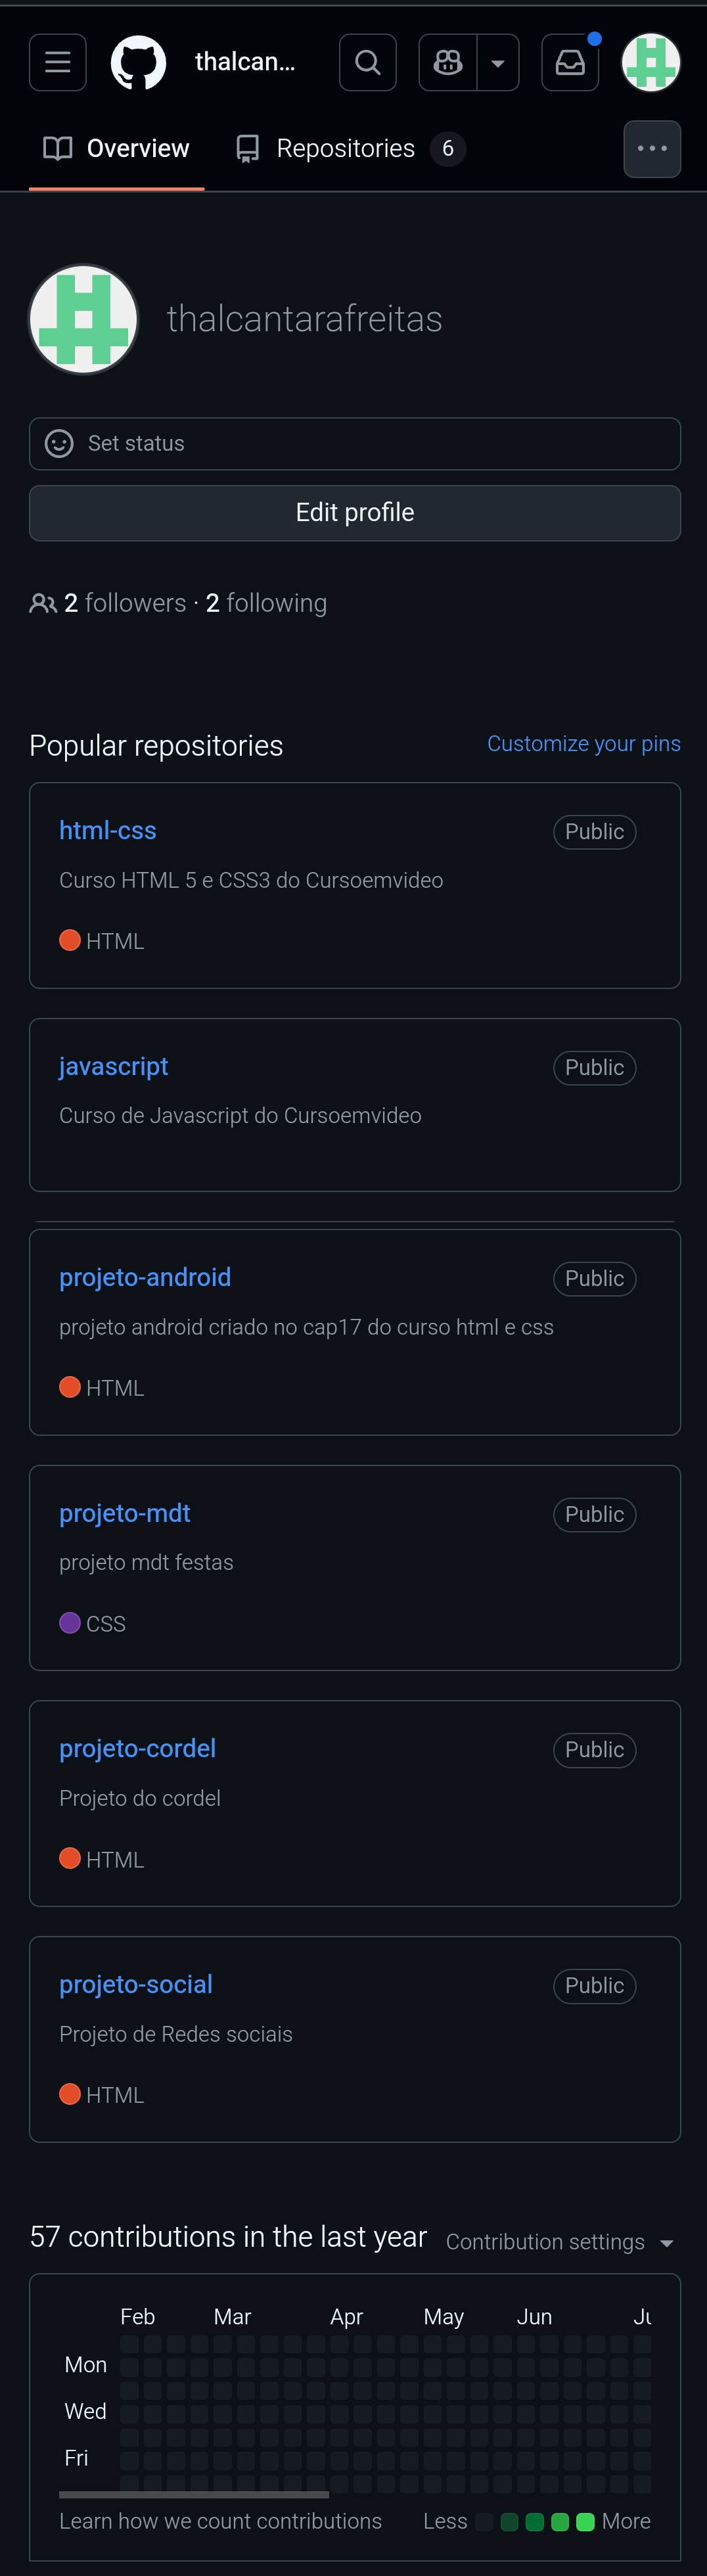 thalcan...
Overview
Repositories 6
thalcantarafreitas
Set status
Edit profile
2 followers · 2 following
Popular repositories
Customize your pins
html-css
Public
Curso HTML 5 e CSS3 do Cursoemvideo
HTML
javascript
Public
Curso de Javascript do Cursoemvideo
projeto-android
Public
projeto android criado no cap17 do curso html e css
HTML
projeto-mdt
Public
projeto mdt festas
CSS
projeto-cordel
Public
Projeto do cordel
HTML
projeto-social
Public
Projeto de Redes sociais
HTML
57 contributions in the last year
Contribution settings
Feb Mar Apr May Jun Ju
Mon
Wed
Fri
Learn how we count contributions
Less
More